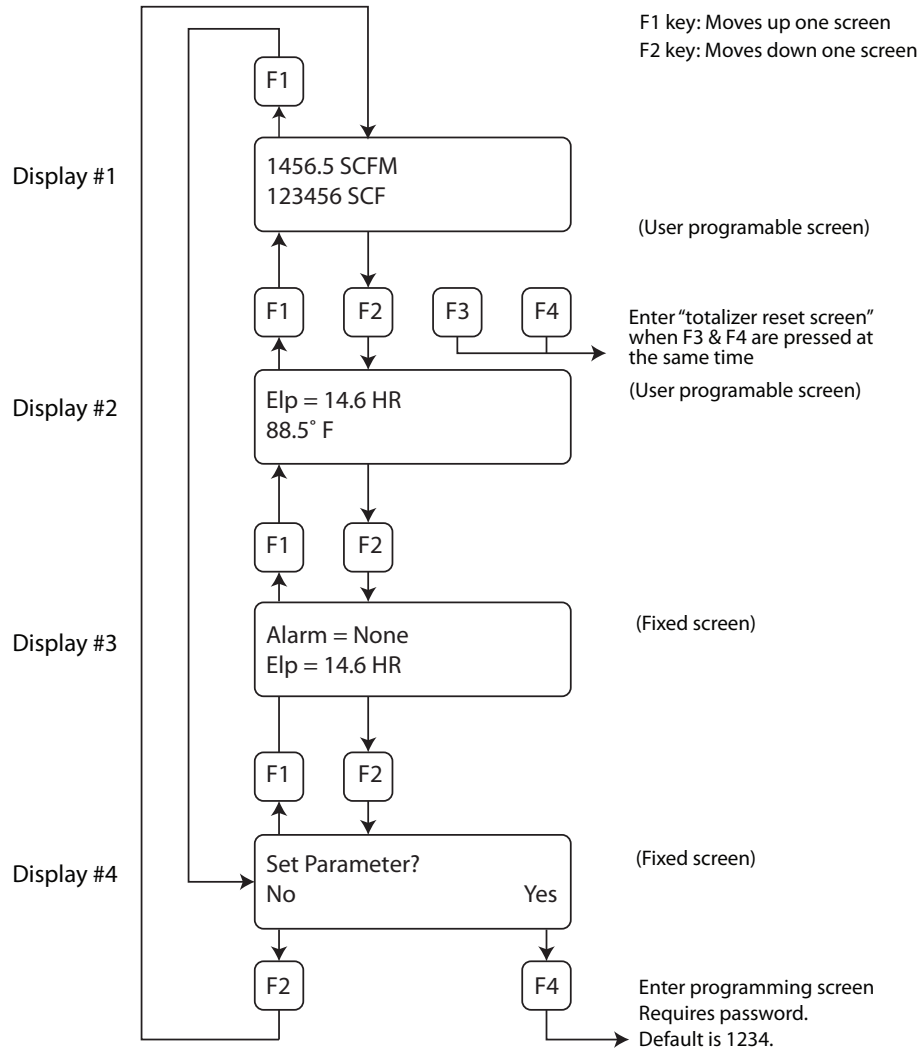 F1 key: Moves up one screen
F2 key: Moves down one screen
F1
Display #1
1456.5 SCFM
123456 SCF
(User programable screen)
F1
F2
F3
F4
Enter "totalizer reset screen"
when F3 & F4 are pressed at
the same time
(User programable screen)
Display #2
Elp = 14.6 HR
88.5° F
F1
F2
Display #3
Alarm = None
Elp = 14.6 HR
(Fixed screen)
F1
F2
Display #4
Set Parameter?
No Yes
(Fixed screen)
F2
F4
Enter programming screen
Requires password.
Default is 1234.